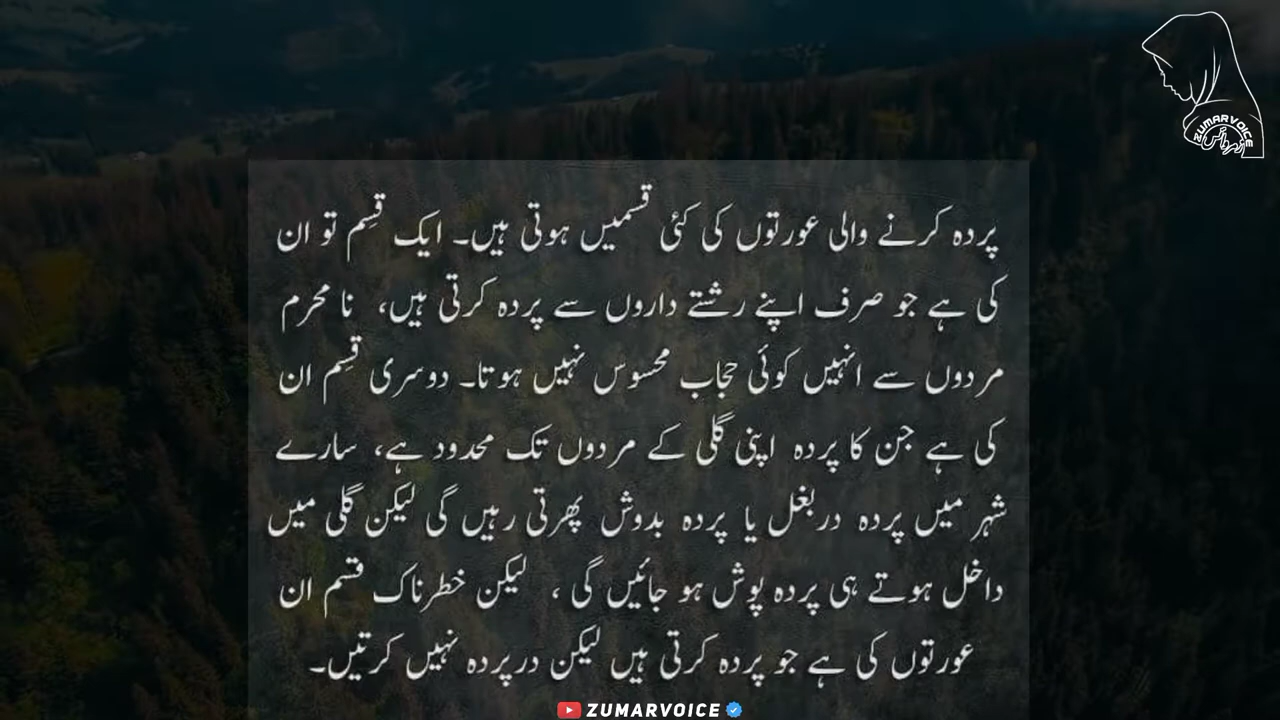 ZUMARVOICE
پردہ کرنے والی عورتوں کی کئی قسمیں ہوتی ہیں۔ ایک قسِم تو ان
کی ہے جو صرف اپنے رشتے داروں سے پردہ کرتی ہیں، نا محرم
مردوں سے انہیں کوئی حجاب محسوس نہیں ہوتا۔ دوسری قسِم ان
کی ہے جن کا پردہ اپنی گلی کے مردوں تک محدود ہے، سارے
شہر میں پردہ دربغل یا پردہ بدوش پھرتی رہیں گی لیکن گلی میں
داخل ہوتے ہی پردہ پوش ہو جائیں گی ، لیکن خطرناک قسم ان
عورتوں کی ہے جو پردہ کرتی ہیں لیکن درپردہ نہیں کرتیں۔
ZUMARVOICE